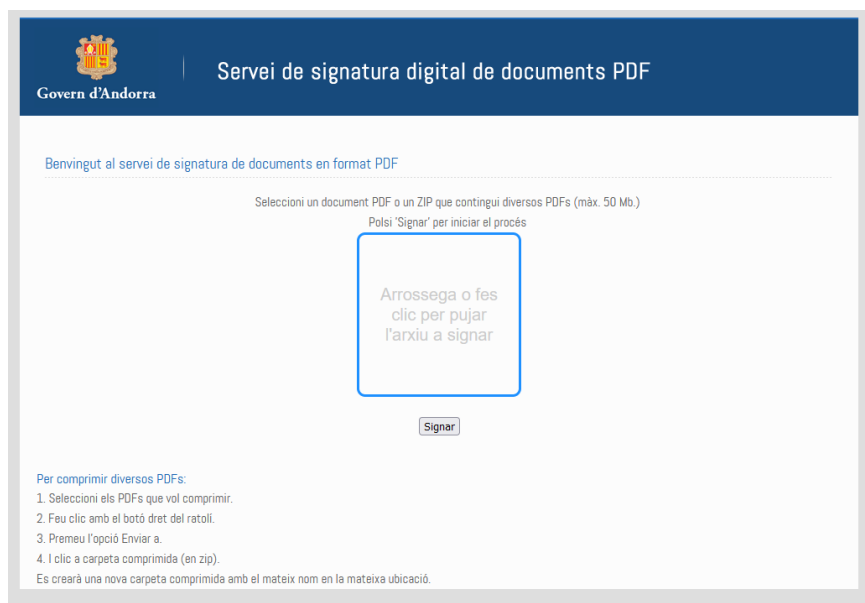 Govern d'Andorra
Servei de signatura digital de documents PDF
Benvingut al servei de signatura de documents en format PDF
Seleccioni un document PDF o un ZIP que contingui diversos PDFs (màx. 50 Mb.)
Polsi 'Signar' per iniciar el procés
Arrossega o fes
clic per pujar
l'arxiu a signar
Signar
Per comprimir diversos PDFs:
1. Seleccioni els PDFs que vol comprimir.
2. Feu clic amb el botó dret del ratolí.
3. Premeu l'opció Enviar a.
4. I clic a carpeta comprimida (en zip).
Es crearà una nova carpeta comprimida amb el mateix nom en la mateixa ubicació.